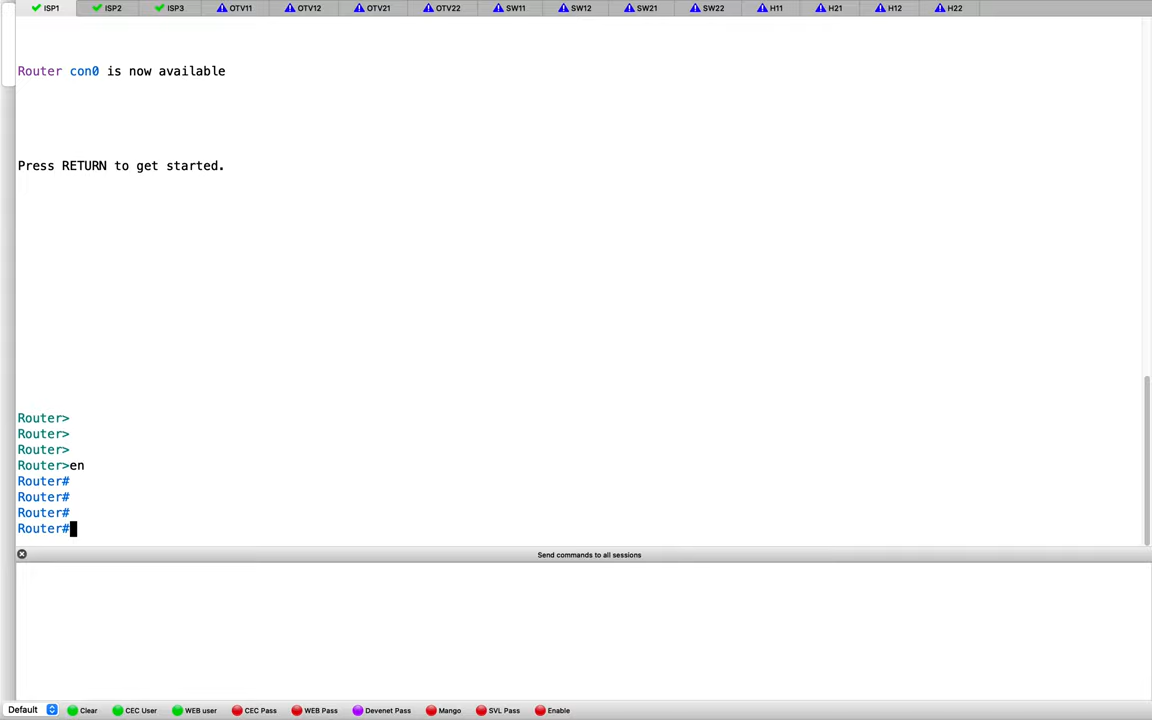 ISP1 ISP2 ISP3 OTV11 OTV12 OTV21 OTV22 SW11 SW12 SW21 SW22 H11 H21 H12 H22
Router con0 is now available
Press RETURN to get started.
Router>
Router>
Router>
Router>en
Router#
Router#
Router#
Router#
Send commands to all sessions
Default Clear CEC User WEB user CEC Pass WEB Pass Devenet Pass Mango SVL Pass Enable